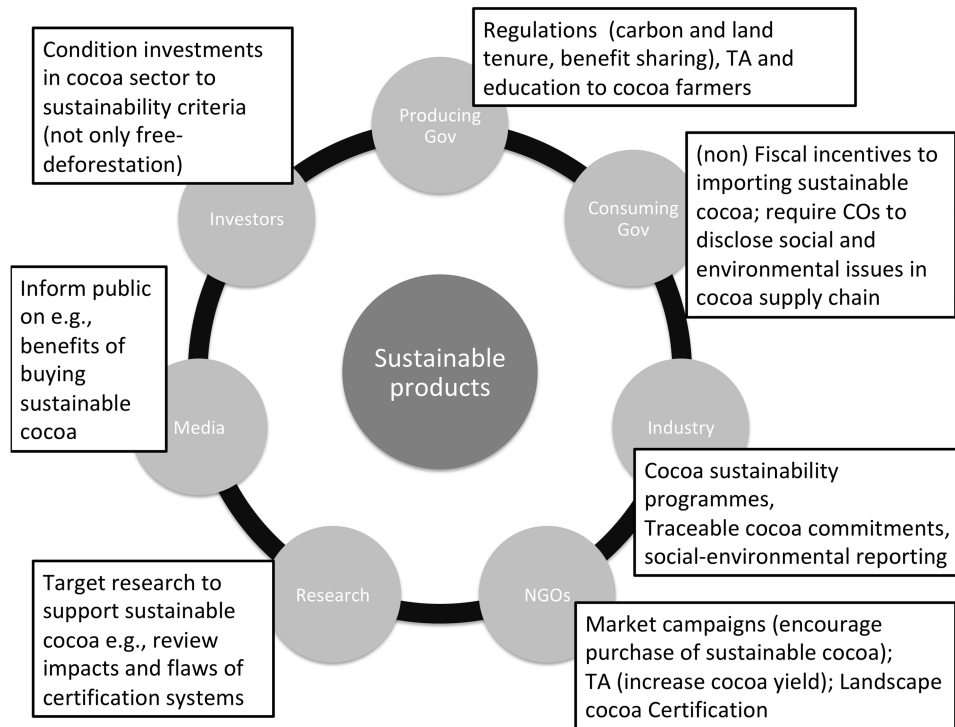 Condition investments
in cocoa sector to
sustainability criteria
(not only free-
deforestation)
Regulations (carbon and land
tenure, benefit sharing), TA and
education to cocoa farmers
Producing
Gov
(non) Fiscal incentives to
importing sustainable
cocoa; require COs to
disclose social and
environmental issues in
cocoa supply chain
Consuming
Gov
Investors
Inform public
on e.g.,
benefits of
buying
sustainable
cocoa
Sustainable
products
Media
Industry
Cocoa sustainability
programmes,
Traceable cocoa commitments,
social-environmental reporting
Target research to
support sustainable
cocoa e.g., review
impacts and flaws of
certification systems
Research
NGOs
Market campaigns (encourage
purchase of sustainable cocoa);
TA (increase cocoa yield); Landscape
cocoa Certification